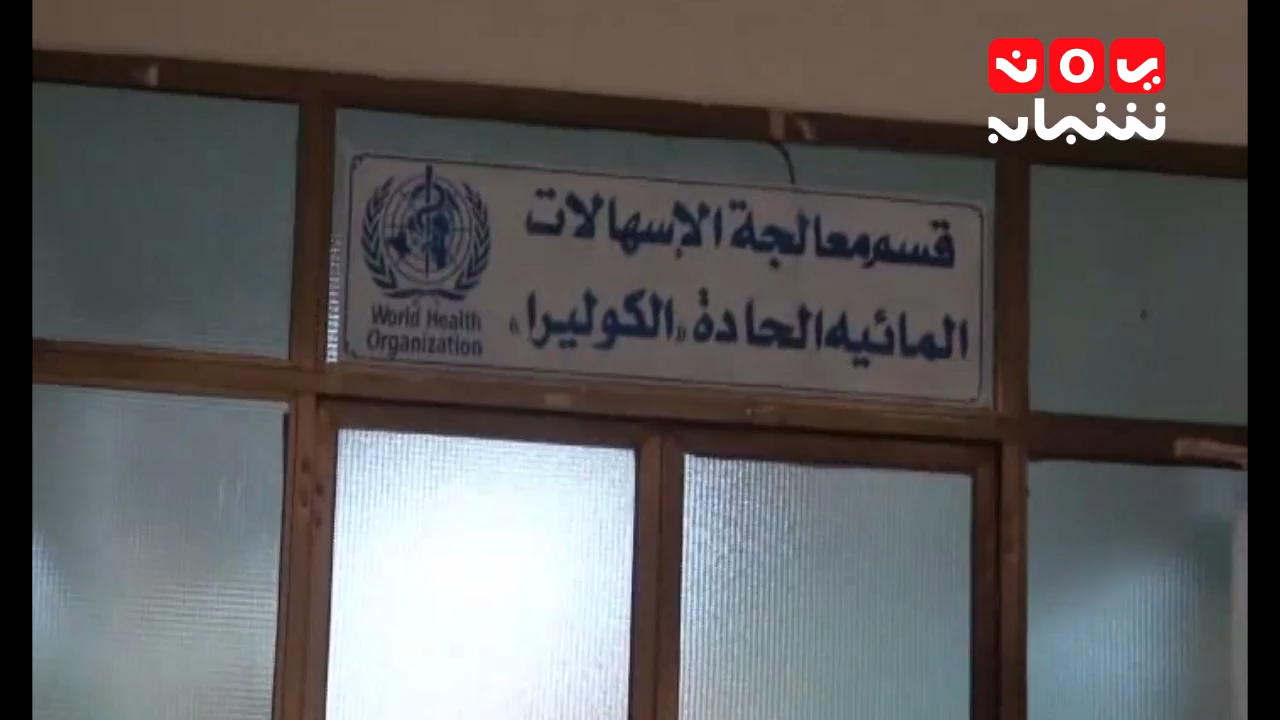 يمن
شباب
قسم معالجة الإسهالات
المائيه الحادة «الكوليرا»
World Health
Organization